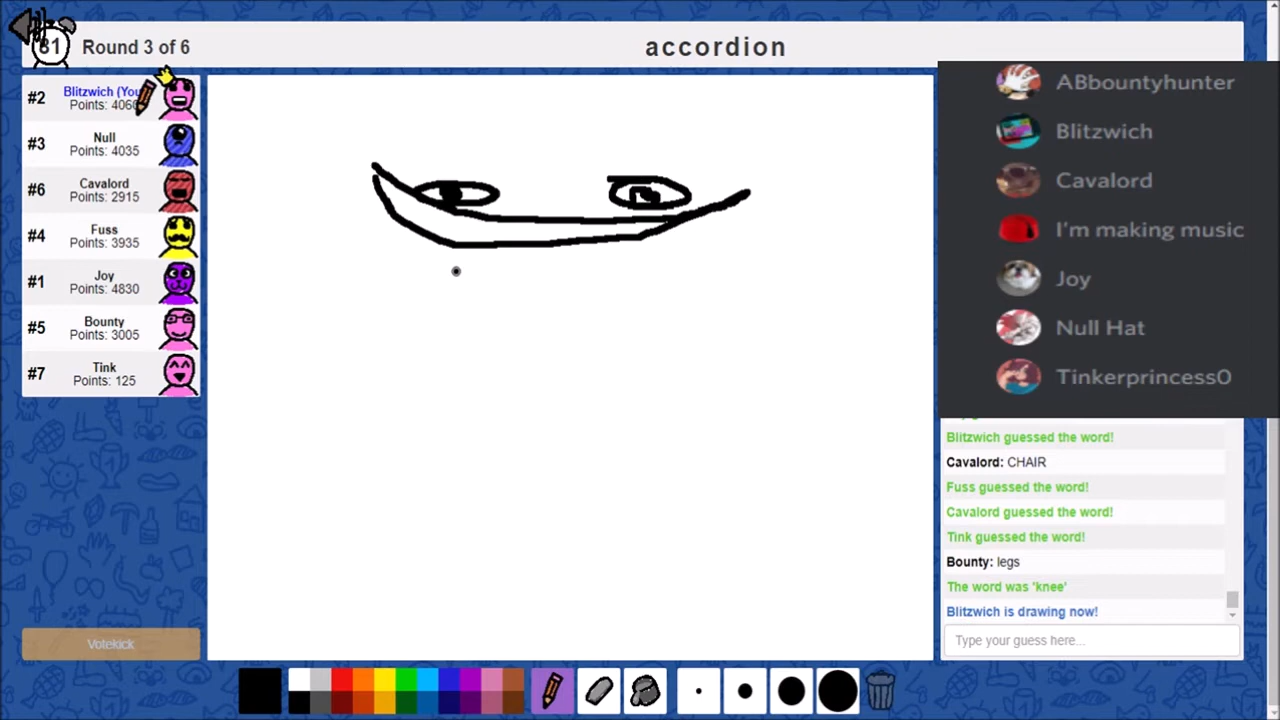 81 Round 3 of 6
accordion
#2 Blitzwich (You
Points: 4060
#3 Null
Points: 4035
#6 Cavalord
Points: 2915
#4 Fuss
Points: 3935
#1 Joy
Points: 4830
#5 Bounty
Points: 3005
#7 Tink
Points: 125
Votekick
ABbountyhunter
Blitzwich
Cavalord
I'm making music
Joy
Null Hat
Tinkerprincess0
Blitzwich guessed the word!
Cavalord: CHAIR
Fuss guessed the word!
Cavalord guessed the word!
Tink guessed the word!
Bounty: legs
The word was 'knee'
Blitzwich is drawing now!
Type your guess here...